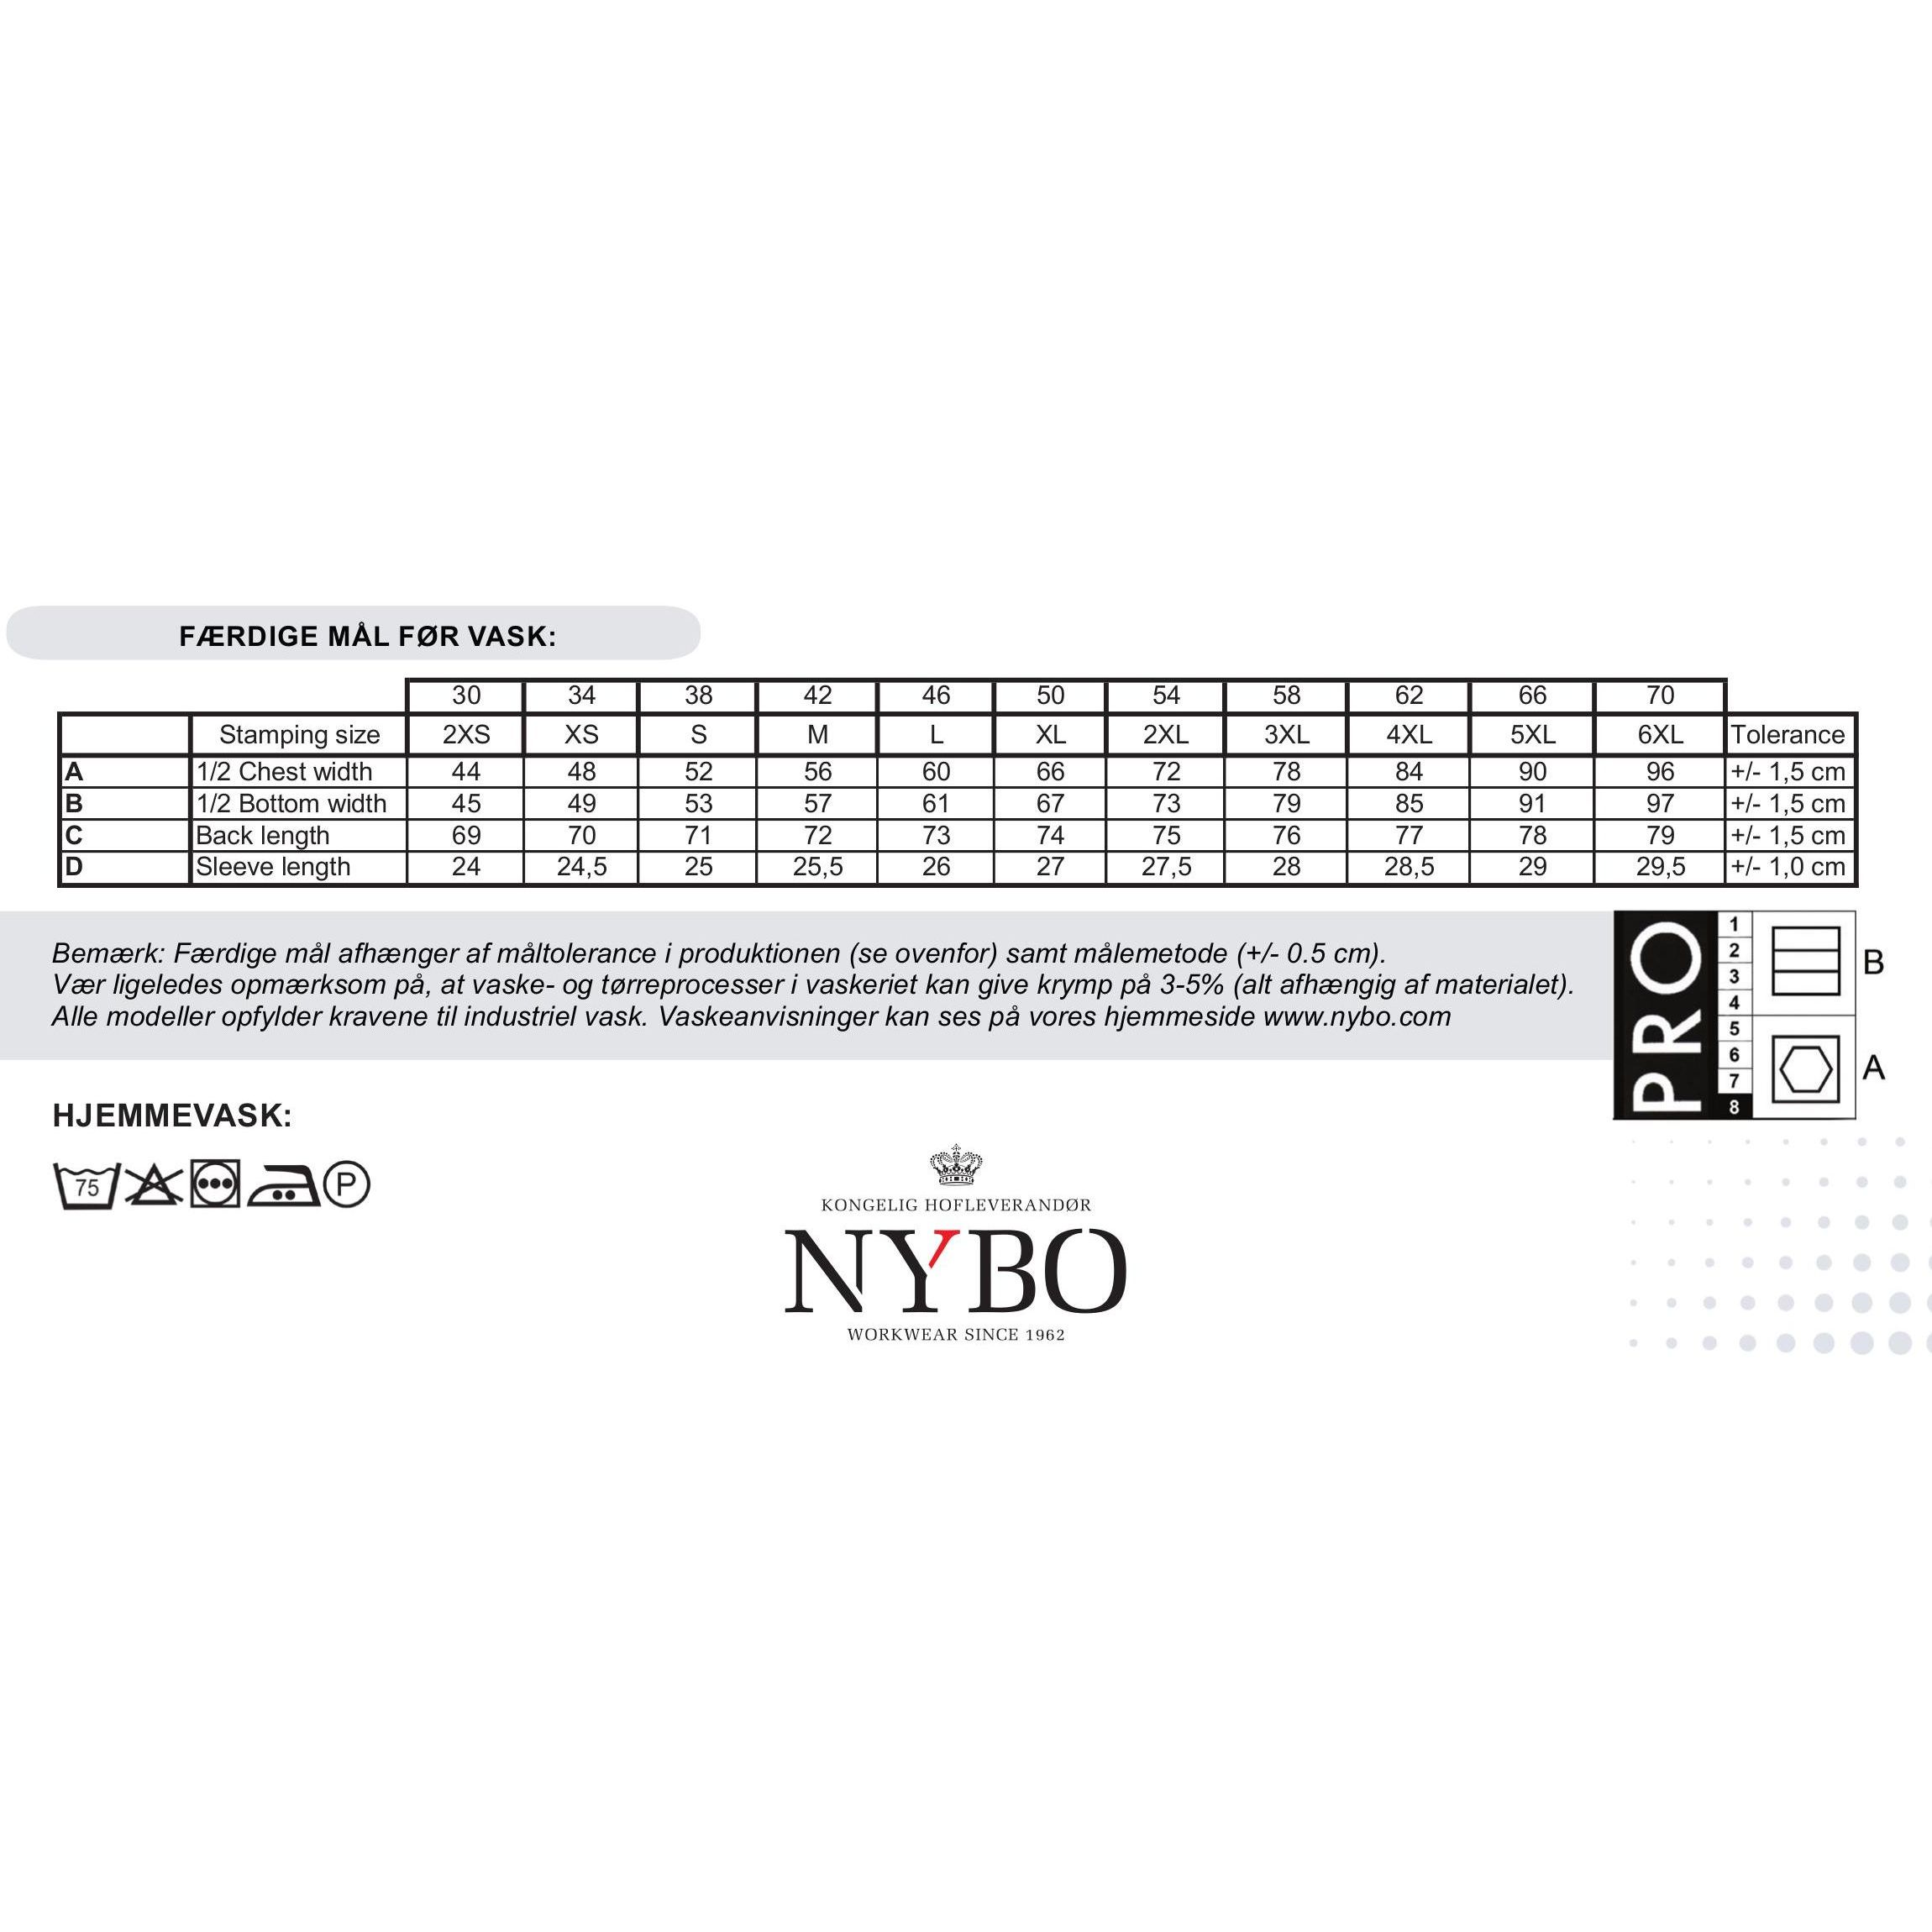 FÆRDIGE MÅL FØR VASK:
30 34 38 42 46 50 54 58 62 66 70
Stamping size 2XS XS S M L XL 2XL 3XL 4XL 5XL 6XL Tolerance
A 1/2 Chest width 44 48 52 56 60 66 72 78 84 90 96 +/- 1,5 cm
B 1/2 Bottom width 45 49 53 57 61 67 73 79 85 91 97 +/- 1,5 cm
C Back length 69 70 71 72 73 74 75 76 77 78 79 +/- 1,5 cm
D Sleeve length 24 24,5 25 25,5 26 27 27,5 28 28,5 29 29,5 +/- 1,0 cm
Bemærk: Færdige mål afhænger af måltolerance i produktionen (se ovenfor) samt målemetode (+/- 0.5 cm).
Vær ligeledes opmærksom på, at vaske- og tørreprocesser i vaskeriet kan give krymp på 3-5% (alt afhængig af materialet).
Alle modeller opfylder kravene til industriel vask. Vaskeanvisninger kan ses på vores hjemmeside www.nybo.com
PRO
1
2
3
4
5
6
7
8
B
A
HJEMMEVASK:
75 P
KONGELIG HOFLEVERANDØR
NYBO
WORKWEAR SINCE 1962